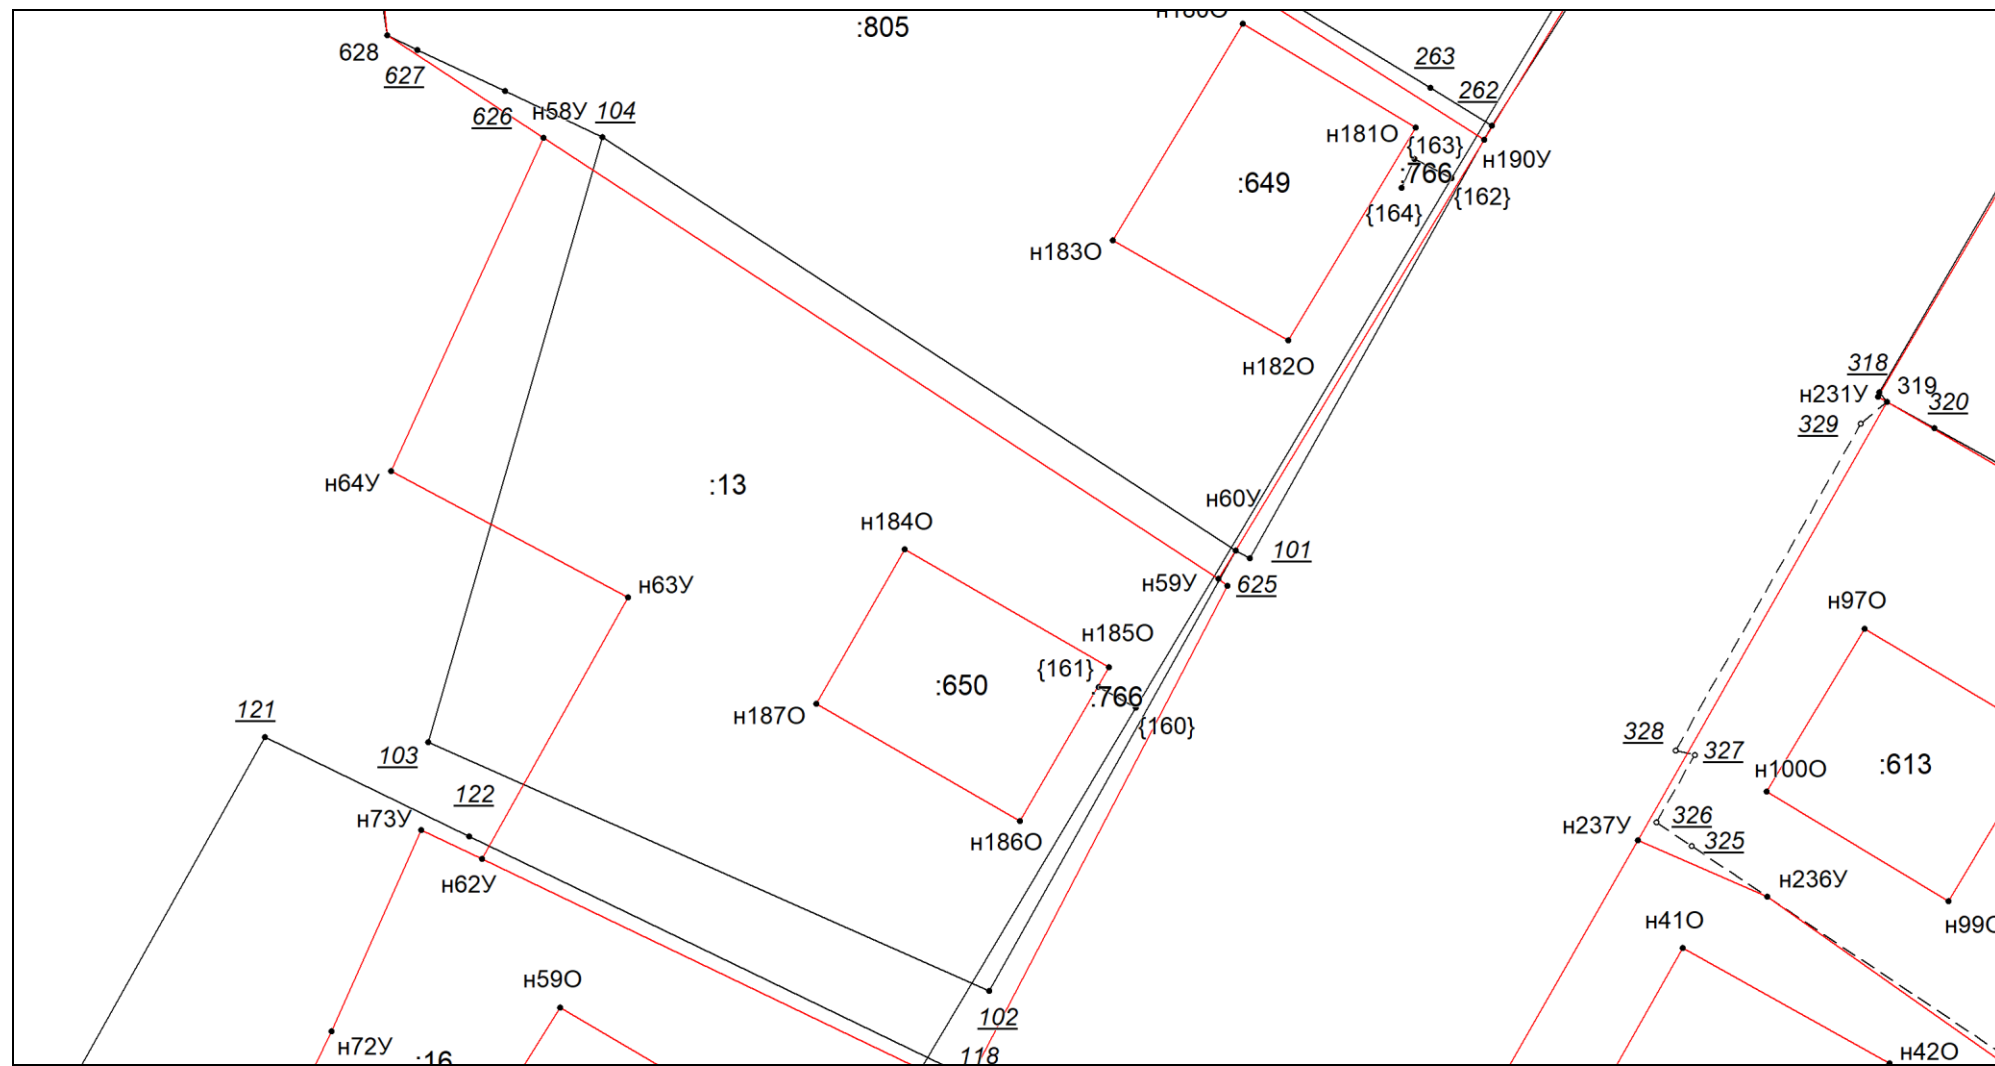 н180О
:805
628
263
627
262
н58У
104
626
н181О
{163}
н190У
:766
:649
{162}
{164}
н183О
318
н182О
319
н231У
320
329
н64У
:13
н60У
н184О
101
н59У
625
н63У
н97О
н185О
{161}
:650
:766
121
н187О
{160}
328
103
327
н100О
:613
122
н73У
326
н237У
н186О
325
н62У
н236У
н41О
н99О
н59О
102
н72У
118
н42О
:16